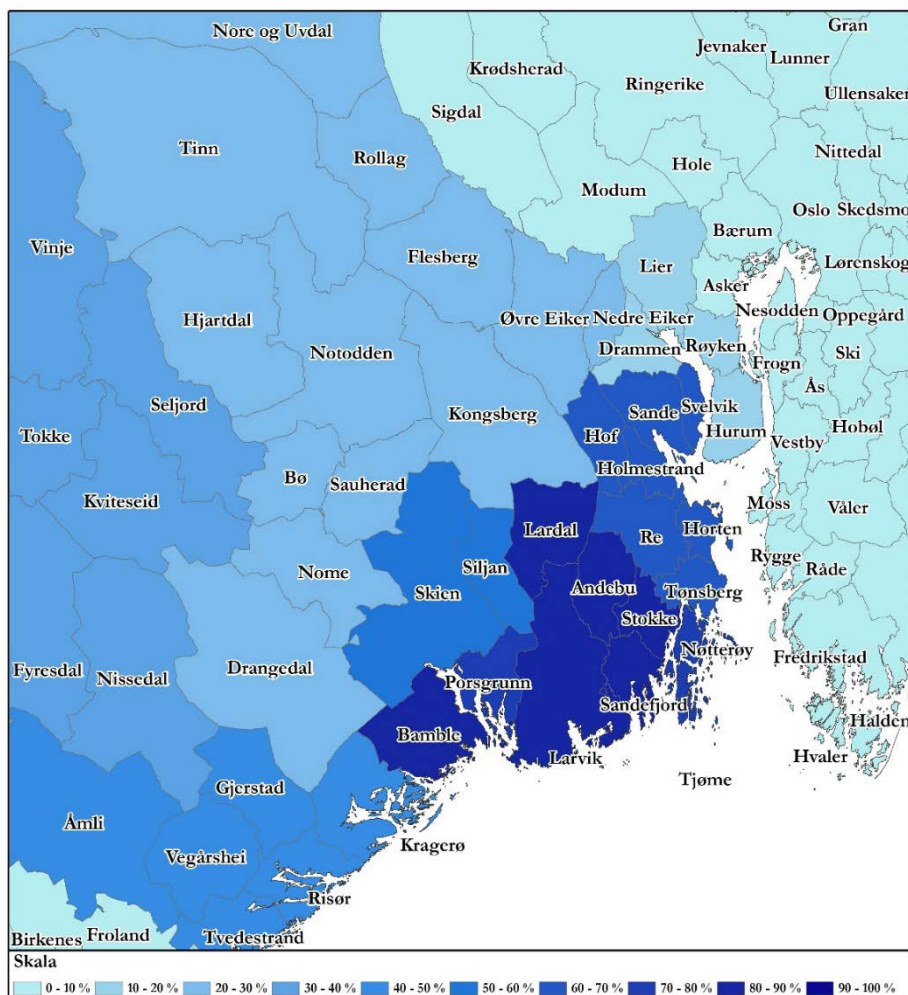 Nore og Uvdal
Jevnaker
Gran
Lunner
Krødsherad
Ringerike
Ullensaker
Sigdal
Tinn
Rollag
Hole
Nittedal
Modum
Oslo
Skedsmo
Bærum
Vinje
Flesberg
Lier
Lørenskog
Asker
Nesodden
Oppegård
Hjartdal
Øvre Eiker
Nedre Eiker
Notodden
Drammen
Røyken
Frogn
Ski
Ås
Seljord
Kongsberg
Sande
Svelvik
Tokke
Hof
Hurum
Vestby
Hobøl
Bø
Sauherad
Holmestrand
Kviteseid
Moss
Våler
Lardal
Re
Horten
Rygge
Råde
Nome
Siljan
Skien
Andebu
Tønsberg
Stokke
Nøtterøy
Fyresdal
Nissedal
Drangedal
Porsgrunn
Fredrikstad
Sandefjord
Halden
Bamble
Larvik
Hvaler
Tjøme
Gjerstad
Åmli
Kragerø
Vegårshei
Risør
Froland
Birkenes
Tvedestrand
Skala
0 - 10 % 10 - 20 % 20 - 30 % 30 - 40 % 40 - 50 % 50 - 60 % 60 - 70 % 70 - 80 % 80 - 90 % 90 - 100 %